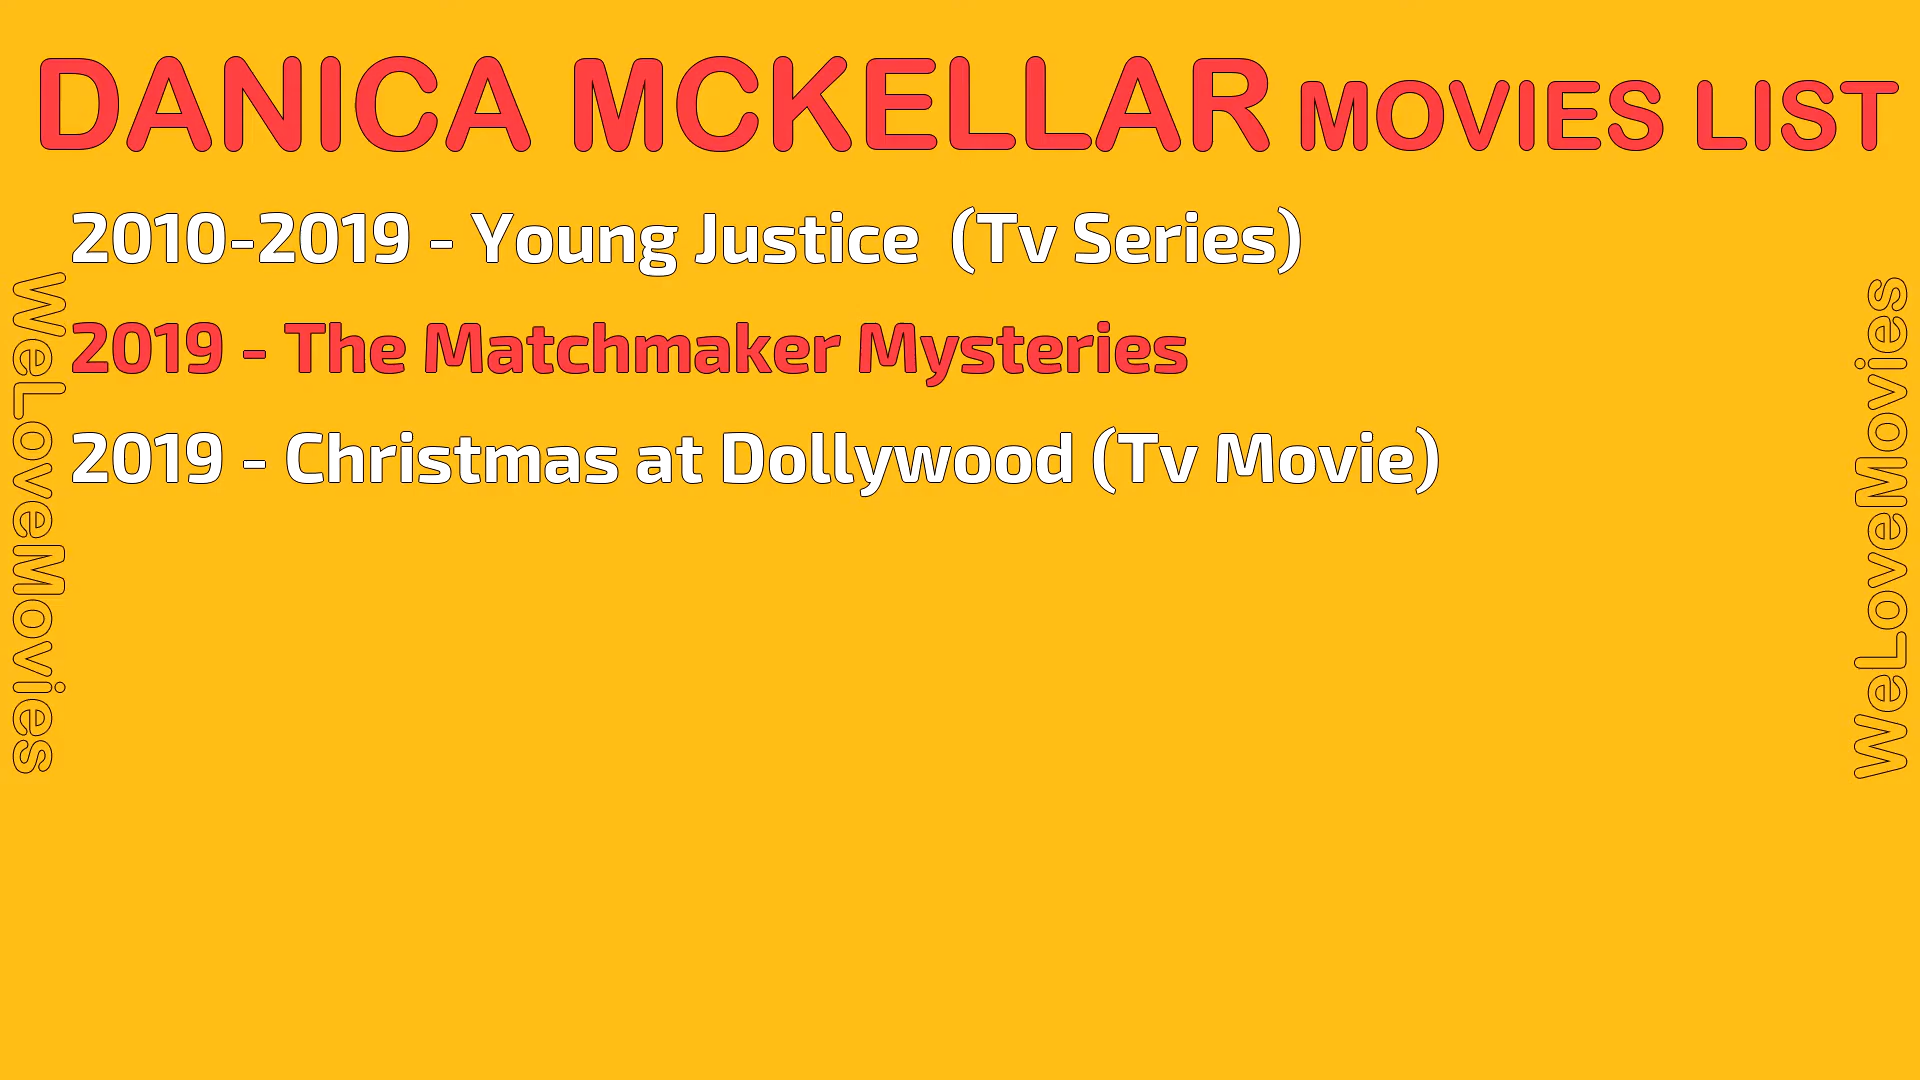 DANICA MCKELLAR MOVIES LIST
2010-2019 - Young Justice  (Tv Series)
2019 - The Matchmaker Mysteries
2019 - Christmas at Dollywood (Tv Movie)
WeLoveMovies
WeLoveMovies